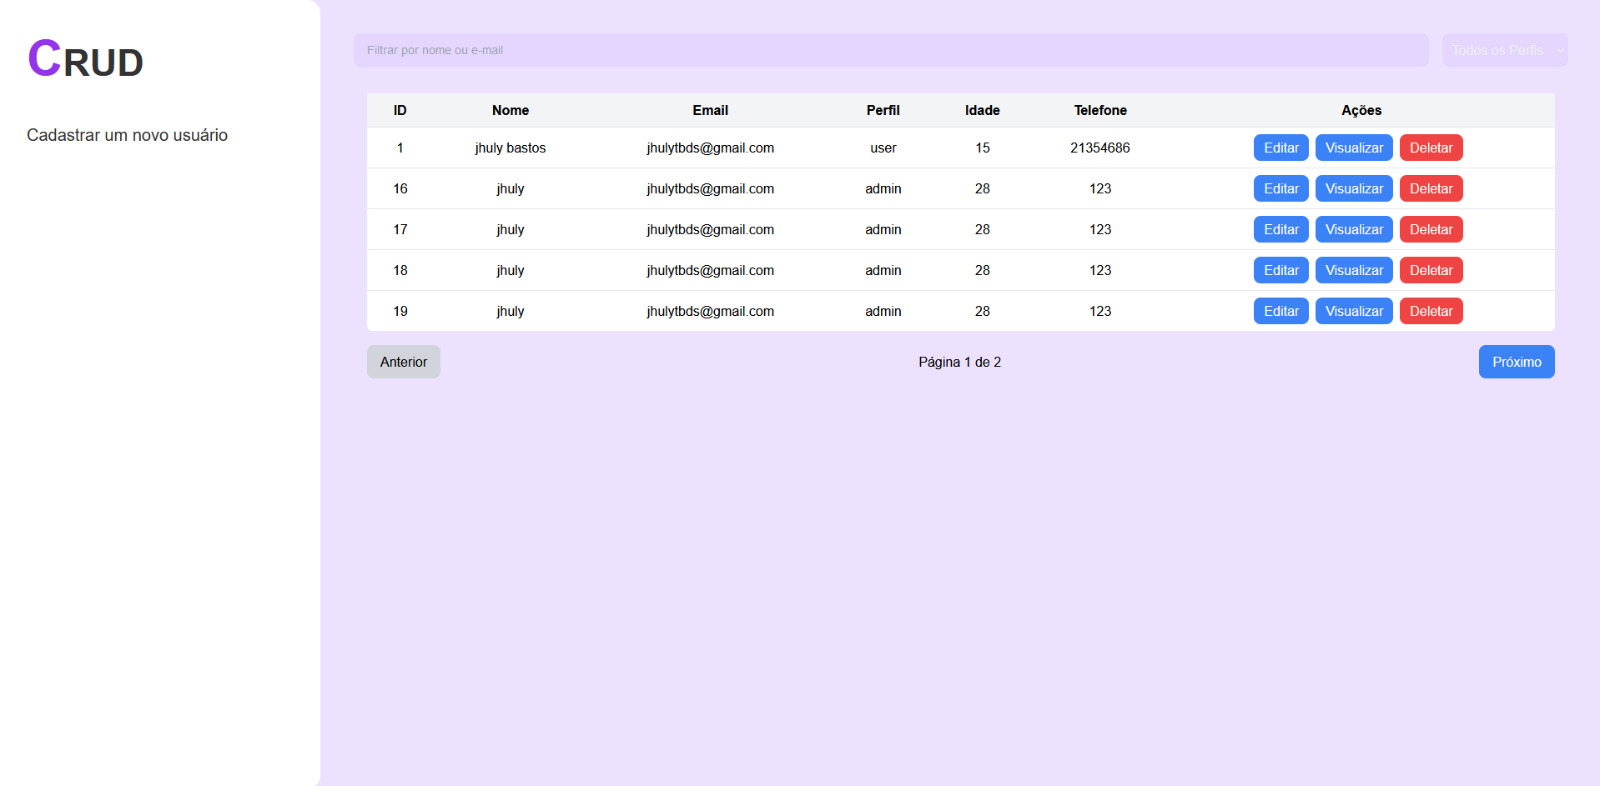 CRUD
Cadastrar um novo usuário
Filtrar por nome ou e-mail
Todos os Perfis
ID Nome Email Perfil Idade Telefone Ações
1 jhuly bastos jhulytbds@gmail.com user 15 21354686 Editar Visualizar Deletar
16 jhuly jhulytbds@gmail.com admin 28 123 Editar Visualizar Deletar
17 jhuly jhulytbds@gmail.com admin 28 123 Editar Visualizar Deletar
18 jhuly jhulytbds@gmail.com admin 28 123 Editar Visualizar Deletar
19 jhuly jhulytbds@gmail.com admin 28 123 Editar Visualizar Deletar
Anterior Página 1 de 2 Próximo